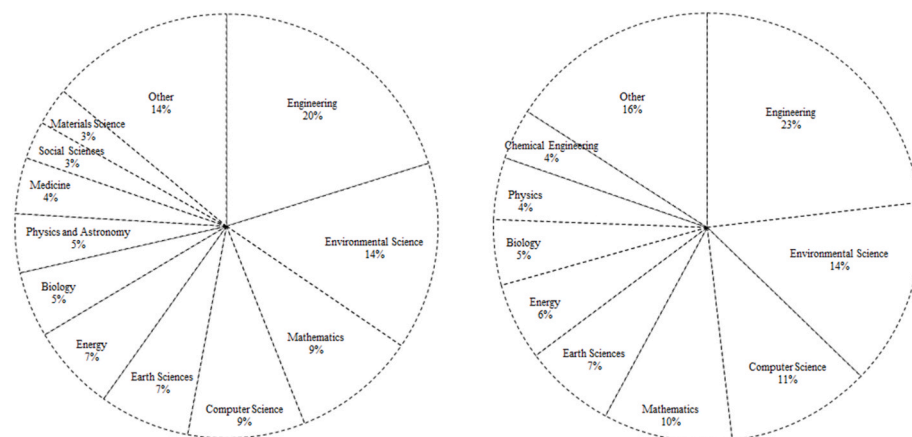 Other
14%
Engineering
20%
Materials Science
3%
Social Sciences
3%
Medicine
4%
Physics and Astronomy
5%
Environmental Science
14%
Biology
5%
Mathematics
9%
Energy
7%
Earth Sciences
7%
Computer Science
9%
Other
16%
Engineering
23%
Chemical Engineering
4%
Physics
4%
Biology
5%
Environmental Science
14%
Energy
6%
Earth Sciences
7%
Computer Science
11%
Mathematics
10%